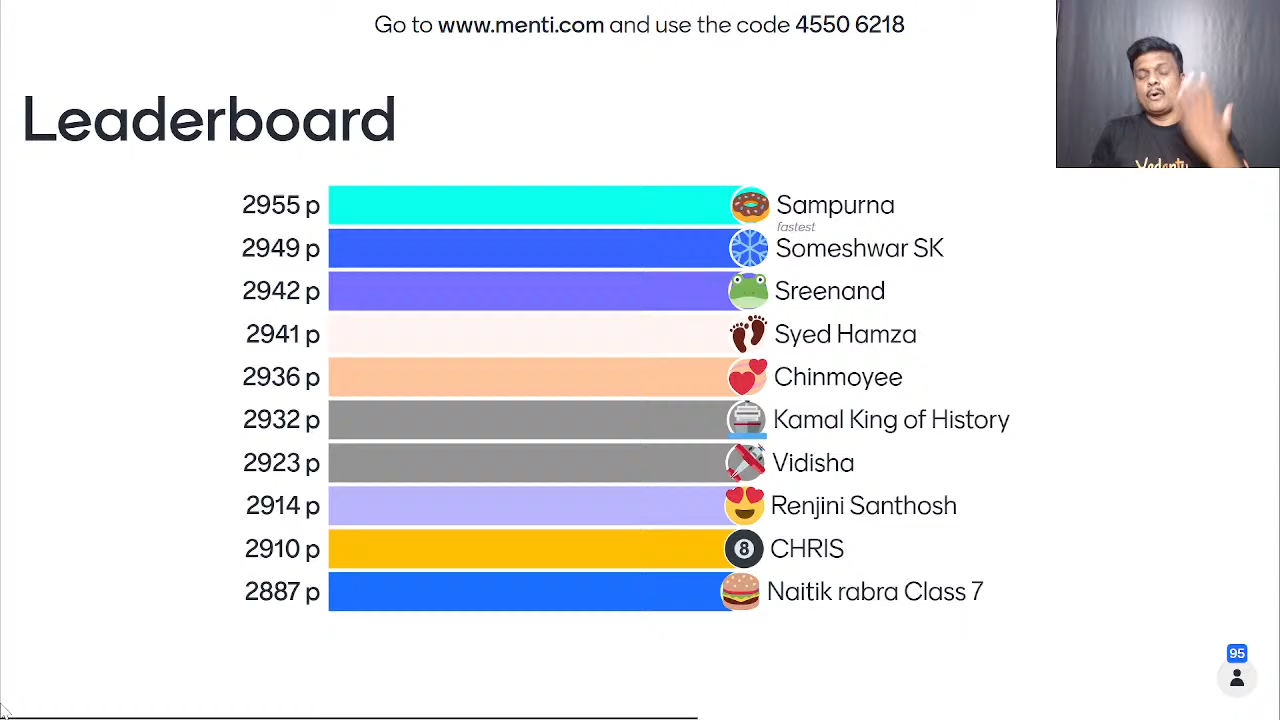 Go to www.menti.com and use the code 4550 6218
Leaderboard
2955 p Sampurna
fastest
2949 p Someshwar SK
2942 p Sreenand
2941 p Syed Hamza
2936 p Chinmoyee
2932 p Kamal King of History
2923 p Vidisha
2914 p Renjini Santhosh
2910 p 8 CHRIS
2887 p Naitik rabra Class 7
95